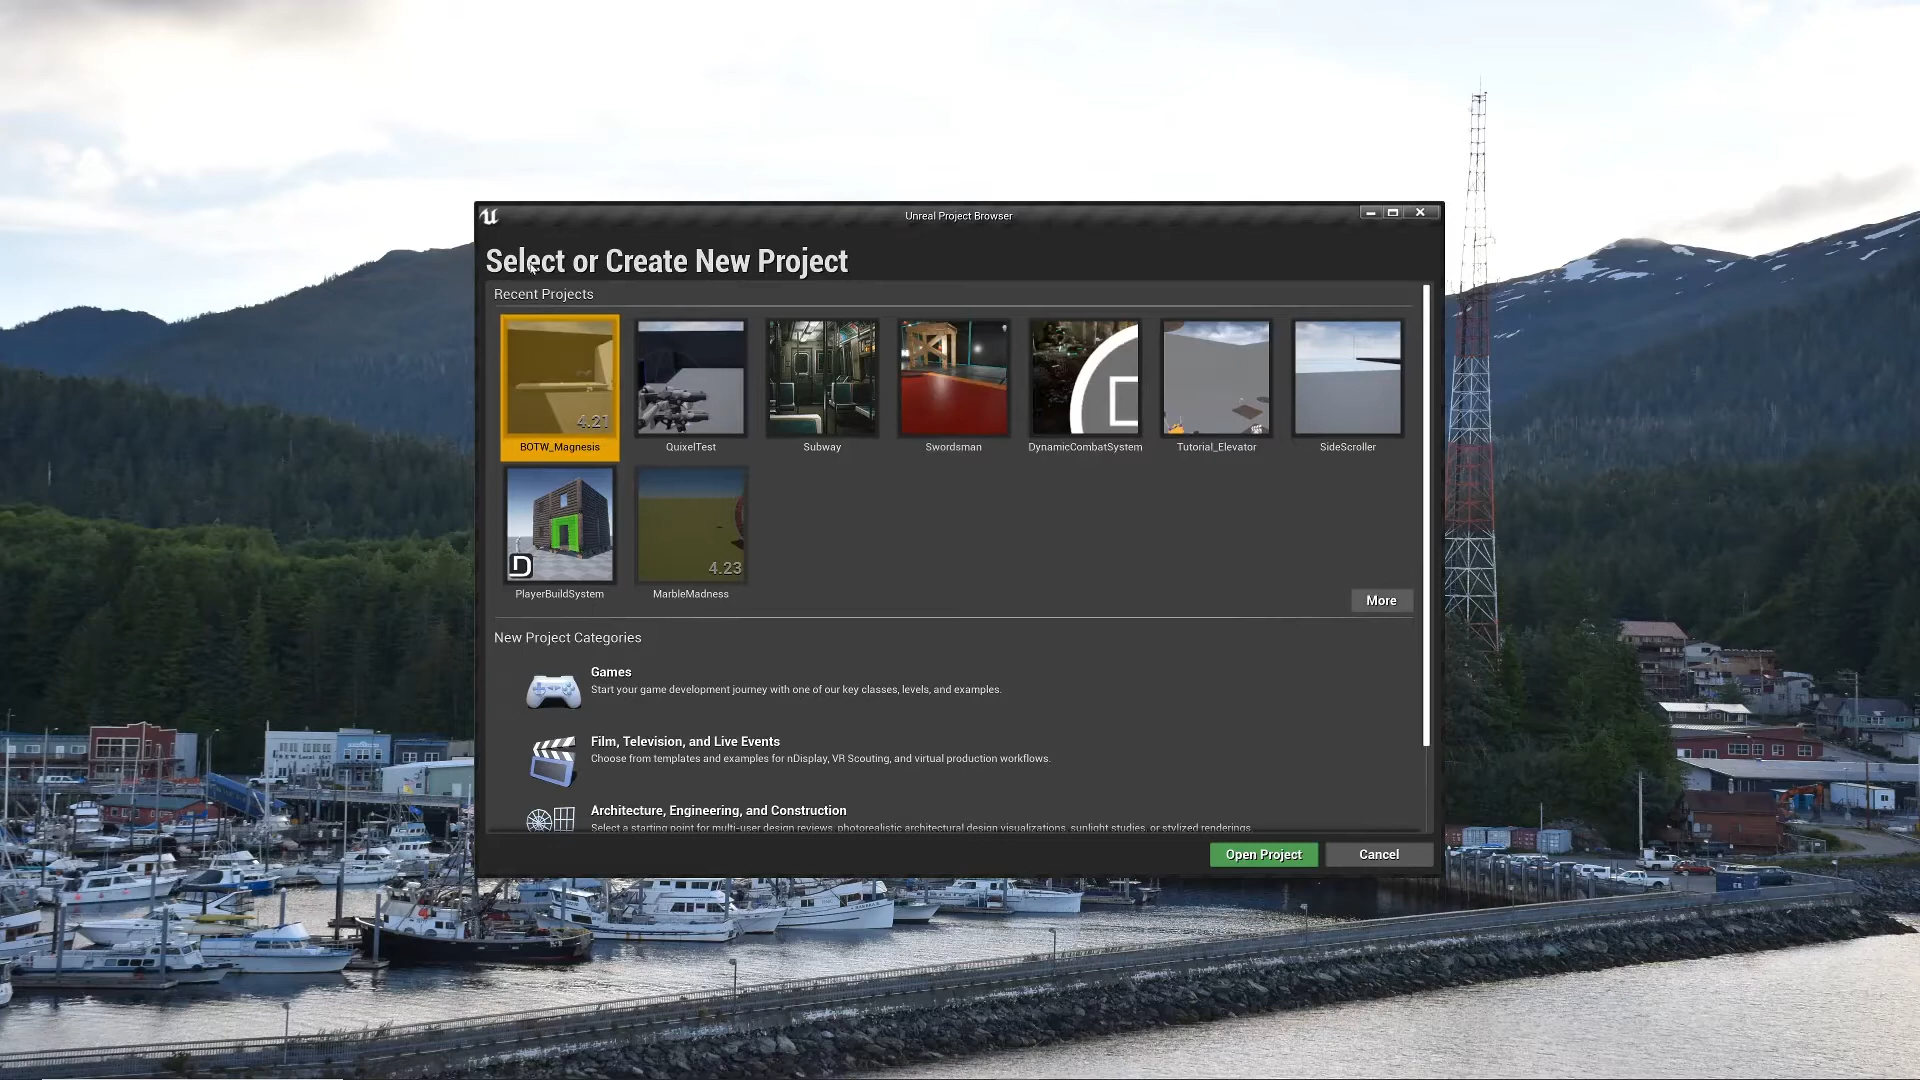 Unreal Project Browser
Select or Create New Project
Recent Projects
4.21
BOTW_Magnesis
QuixelTest
Subway
Swordsman
DynamicCombatSystem
Tutorial_Elevator
SideScroller
D
PlayerBuildSystem
4.23
MarbleMadness
More
New Project Categories
Games
Start your game development journey with one of our key classes, levels, and examples.
Film, Television, and Live Events
Choose from templates and examples for nDisplay, VR Scouting, and virtual production workflows.
Architecture, Engineering, and Construction
Select a starting point for multi-user design reviews, photorealistic architectural design visualizations, sunlight studies, or stylized renderings.
Open Project
Cancel